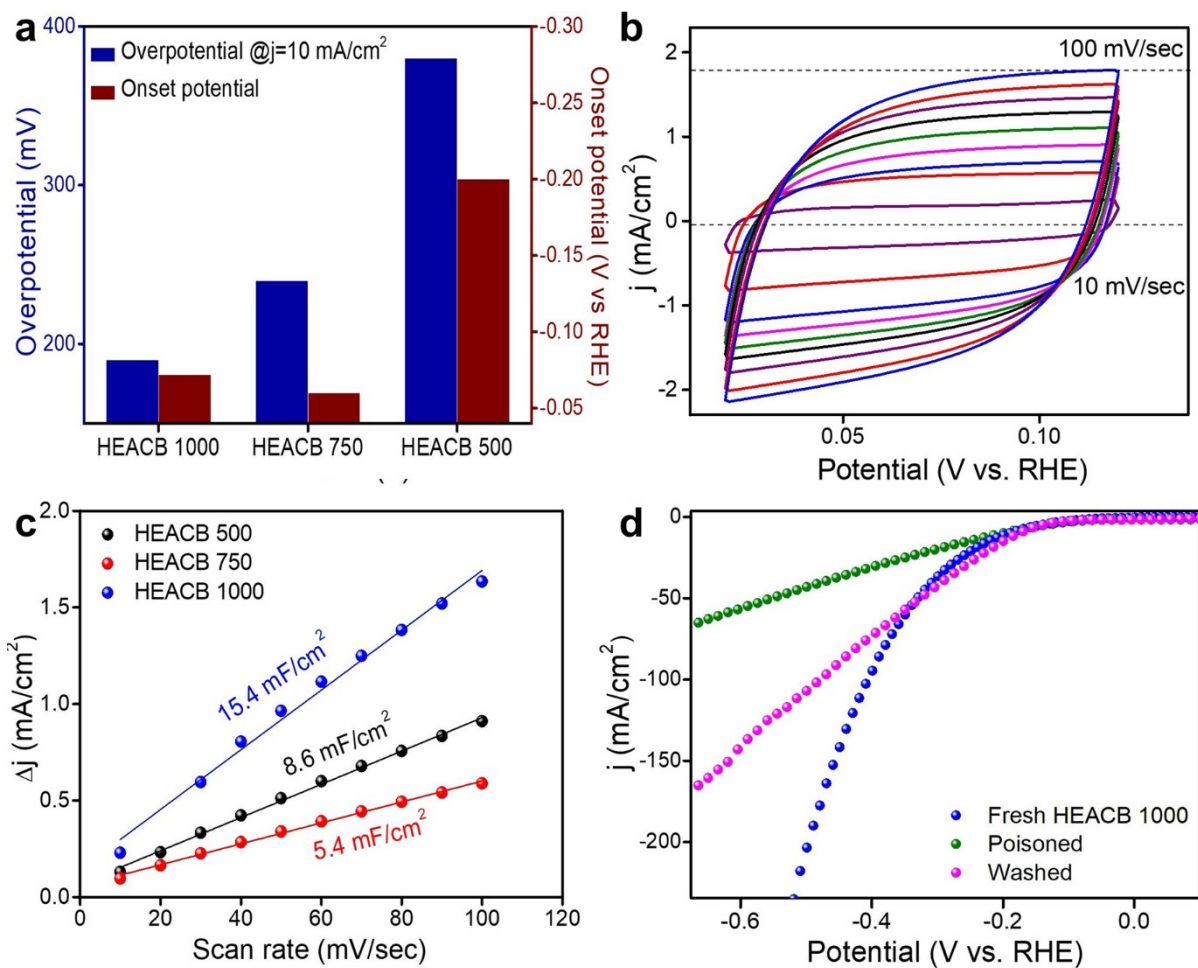 a
Overpotential @j=10 mA/cm²
Onset potential
400
300
200
Overpotential (mV)
-0.30
-0.25
-0.20
-0.15
-0.10
-0.05
Onset potential (V vs RHE)
HEACB 1000
HEACB 750
HEACB 500
b
100 mV/sec
10 mV/sec
2
1
0
-1
-2
j (mA/cm²)
0.05
0.10
Potential (V vs. RHE)
c
HEACB 500
HEACB 750
HEACB 1000
15.4 mF/cm²
8.6 mF/cm²
5.4 mF/cm²
2.0
1.5
1.0
0.5
0.0
Δj (mA/cm²)
0
20
40
60
80
100
120
Scan rate (mV/sec)
d
0
-50
-100
-150
-200
j (mA/cm²)
Fresh HEACB 1000
Poisoned
Washed
-0.6
-0.4
-0.2
0.0
Potential (V vs. RHE)